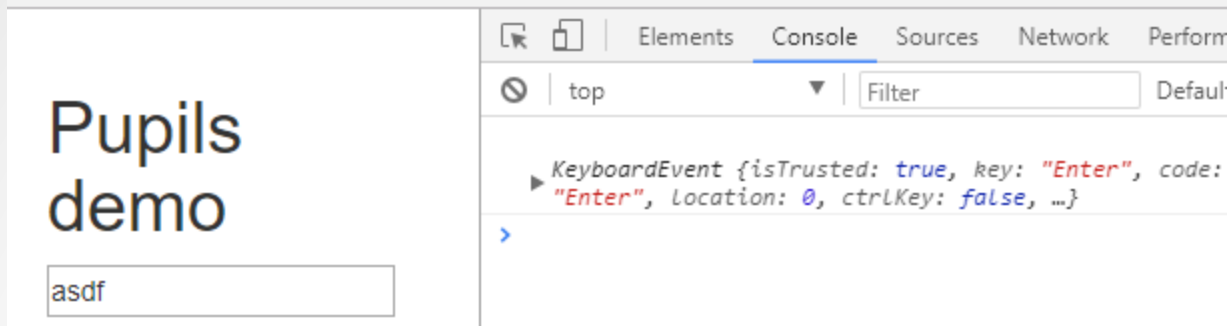 Pupils
demo
asdf
Elements Console Sources Network Perform
top Filter Defaul
KeyboardEvent {isTrusted: true, key: "Enter", code:
"Enter", location: 0, ctrlKey: false, …}